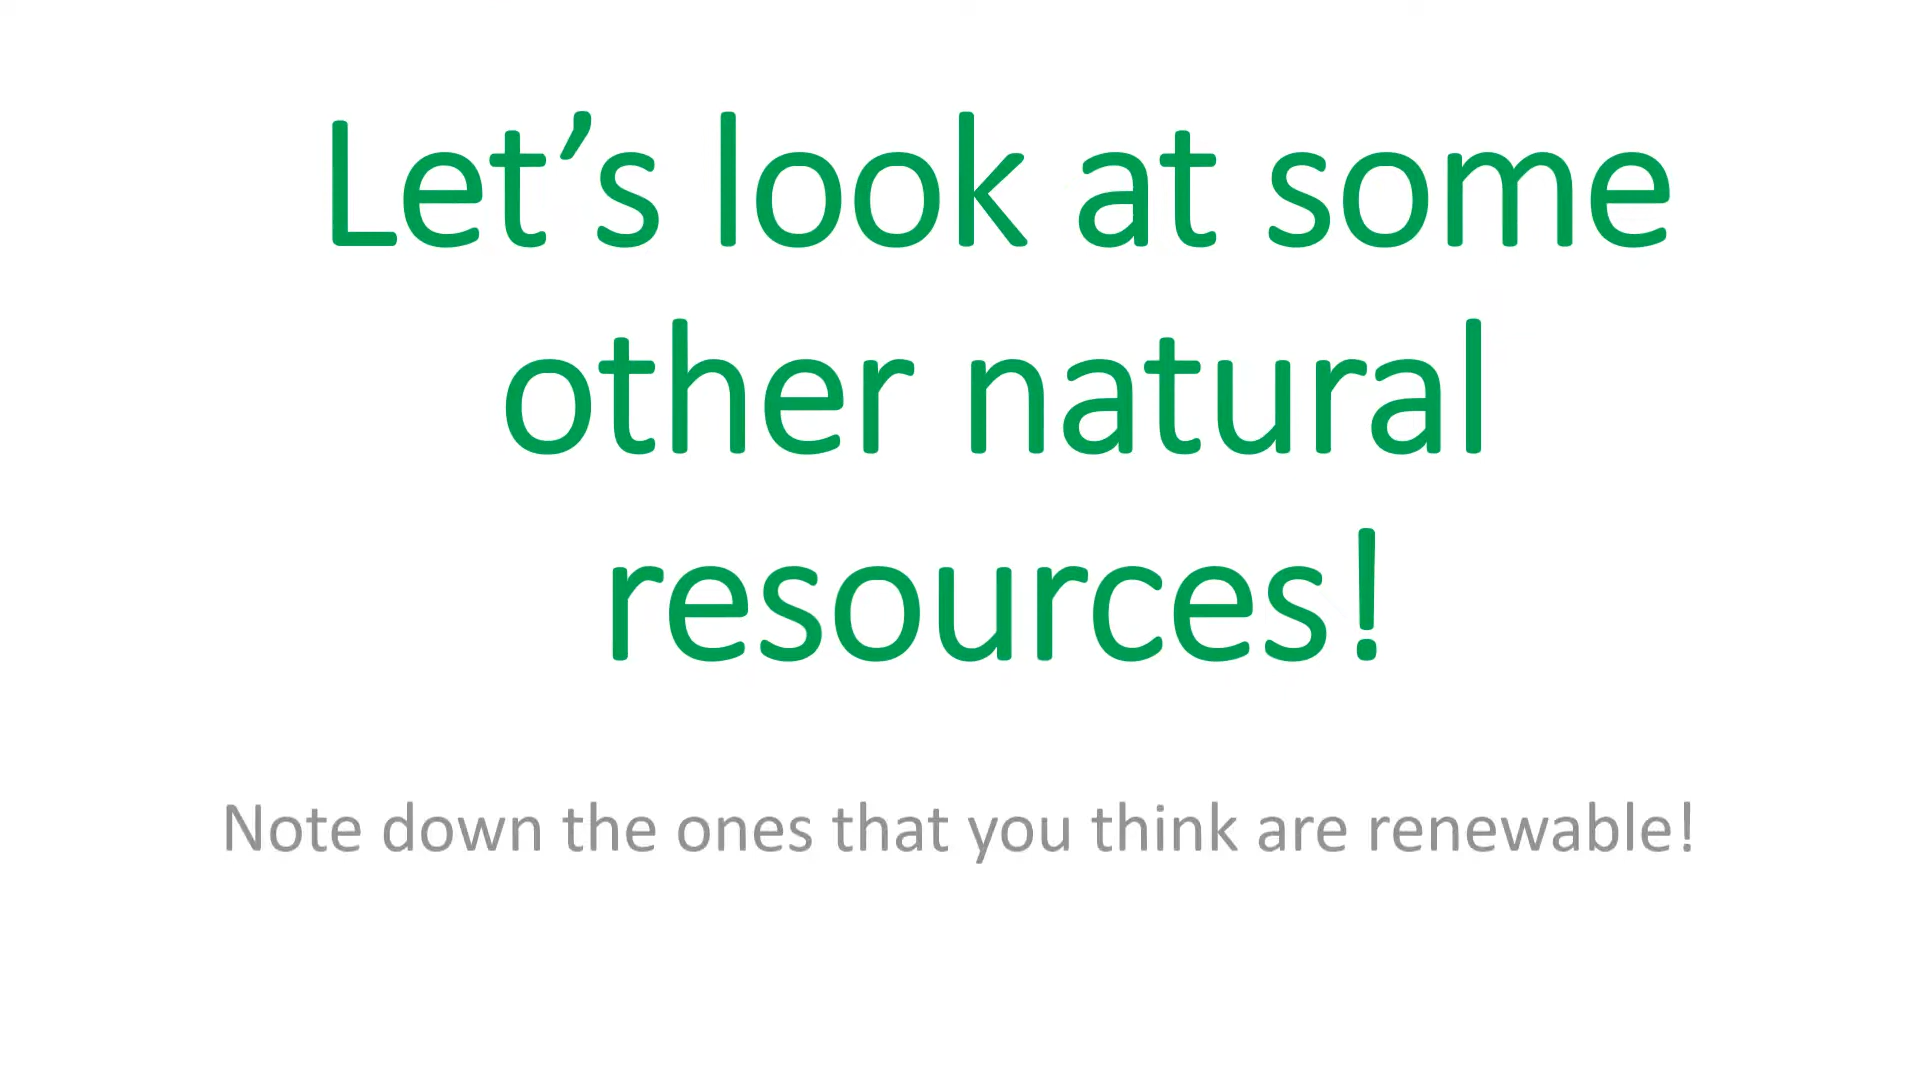 Let’s look at some
other natural
resources!
Note down the ones that you think are renewable!